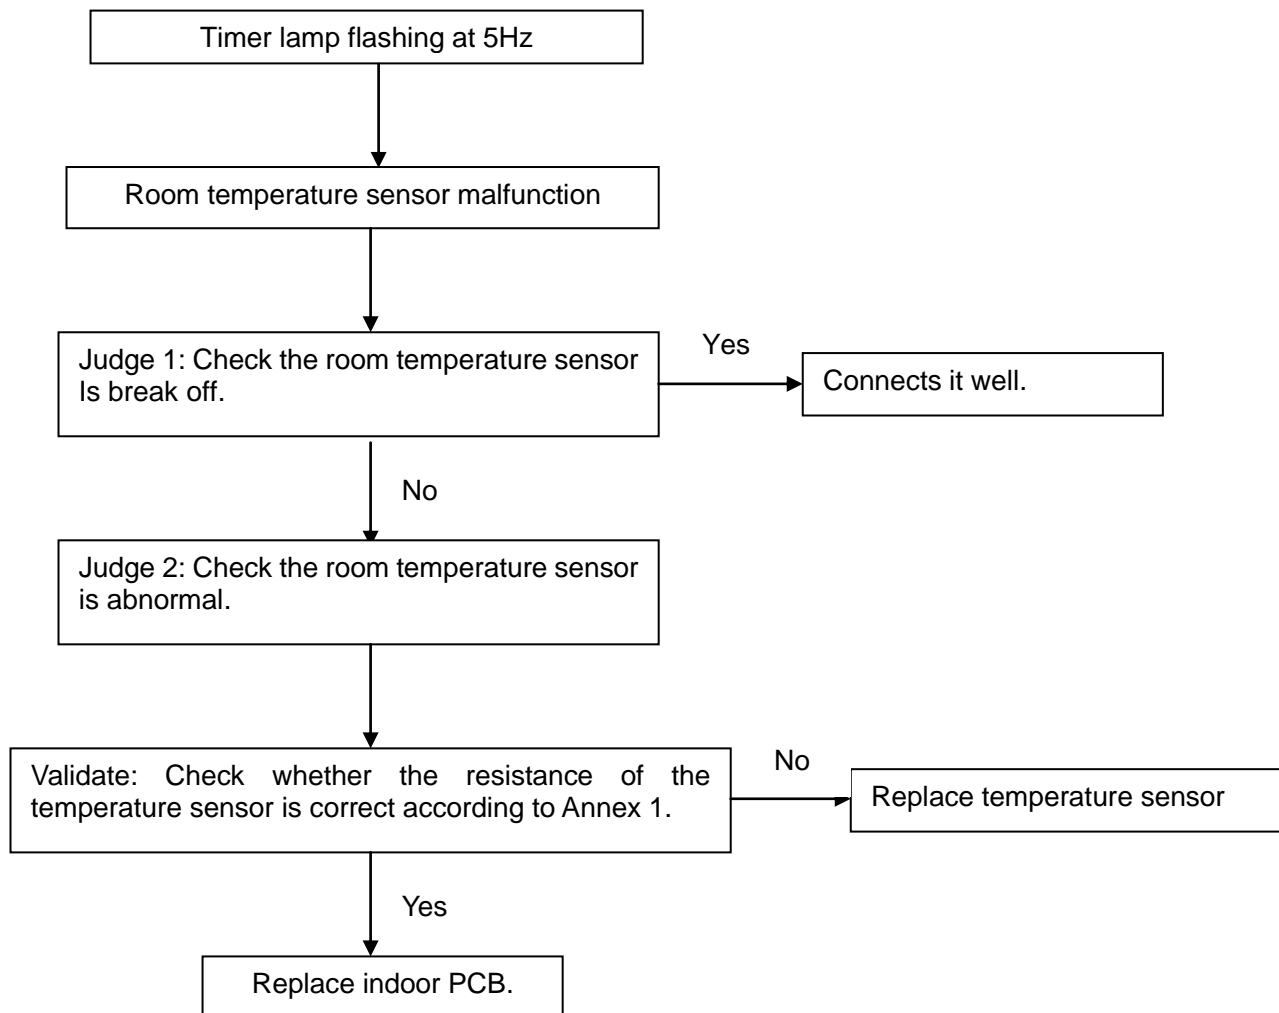 Timer lamp flashing at 5Hz
Room temperature sensor malfunction
Judge 1: Check the room temperature sensor
Is break off.
Yes
Connects it well.
No
Judge 2: Check the room temperature sensor
is abnormal.
Validate: Check whether the resistance of the
temperature sensor is correct according to Annex 1.
No
Replace temperature sensor
Yes
Replace indoor PCB.